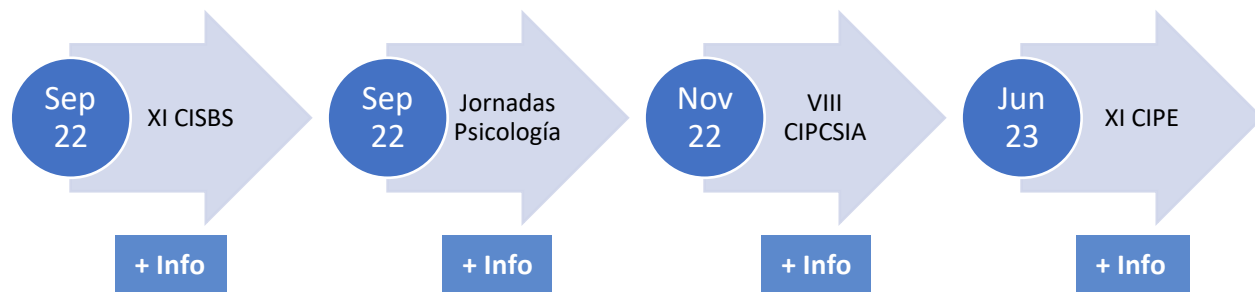 Sep
22
XI CISBS
Sep
22
Jornadas
Psicología
Nov
22
VIII
CIPCSIA
Jun
23
XI CIPE
+ Info
+ Info
+ Info
+ Info